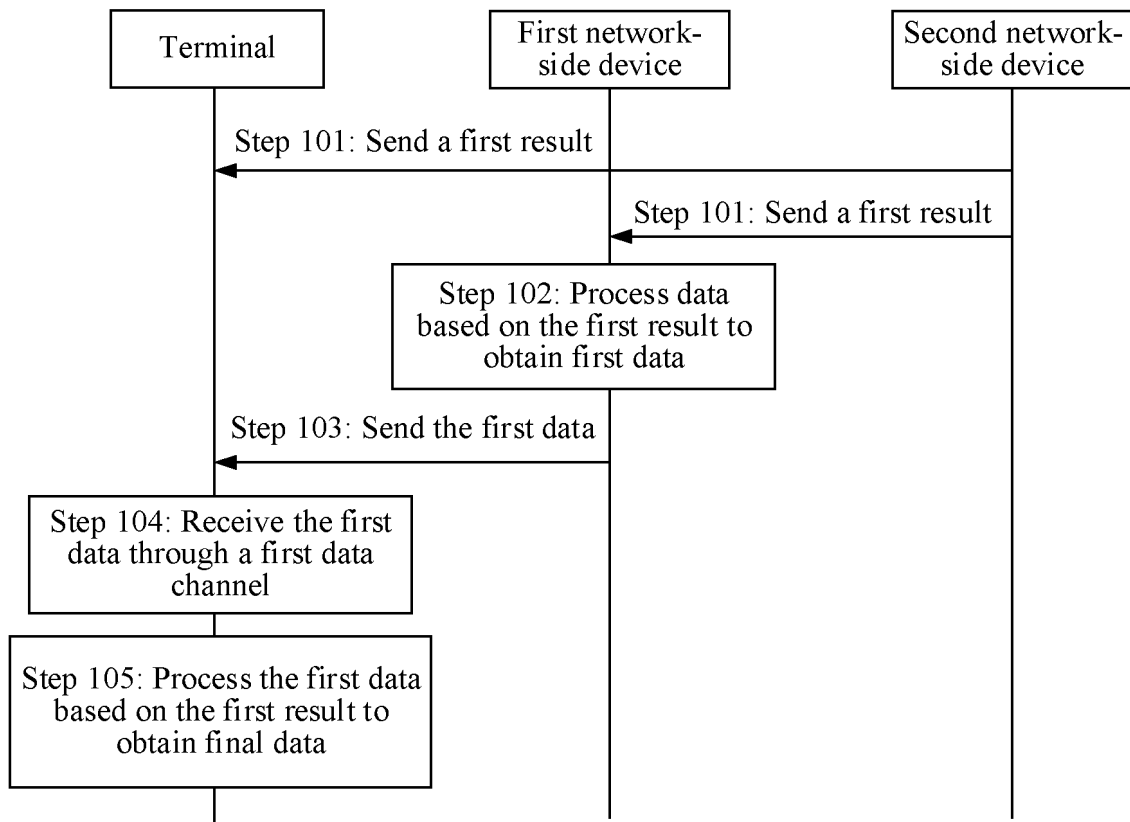 Terminal
First network-
side device
Second network-
side device
Step 101: Send a first result
Step 101: Send a first result
Step 102: Process data
based on the first result to
obtain first data
Step 103: Send the first data
Step 104: Receive the first
data through a first data
channel
Step 105: Process the first data
based on the first result to
obtain final data